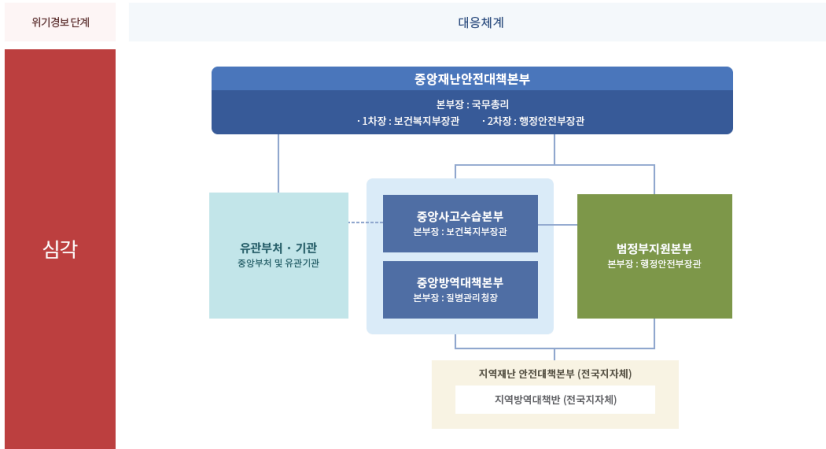 위기경보 단계
대응체계
심각
중앙재난안전대책본부
본부장 : 국무총리
· 1차장 : 보건복지부장관 · 2차장 : 행정안전부장관
유관부처 · 기관
중앙부처 및 유관기관
중앙사고수습본부
본부장 : 보건복지부장관
중앙방역대책본부
본부장 : 질병관리청장
범정부지원본부
본부장 : 행정안전부장관
지역재난 안전대책본부 (전국지자체)
지역방역대책반 (전국지자체)